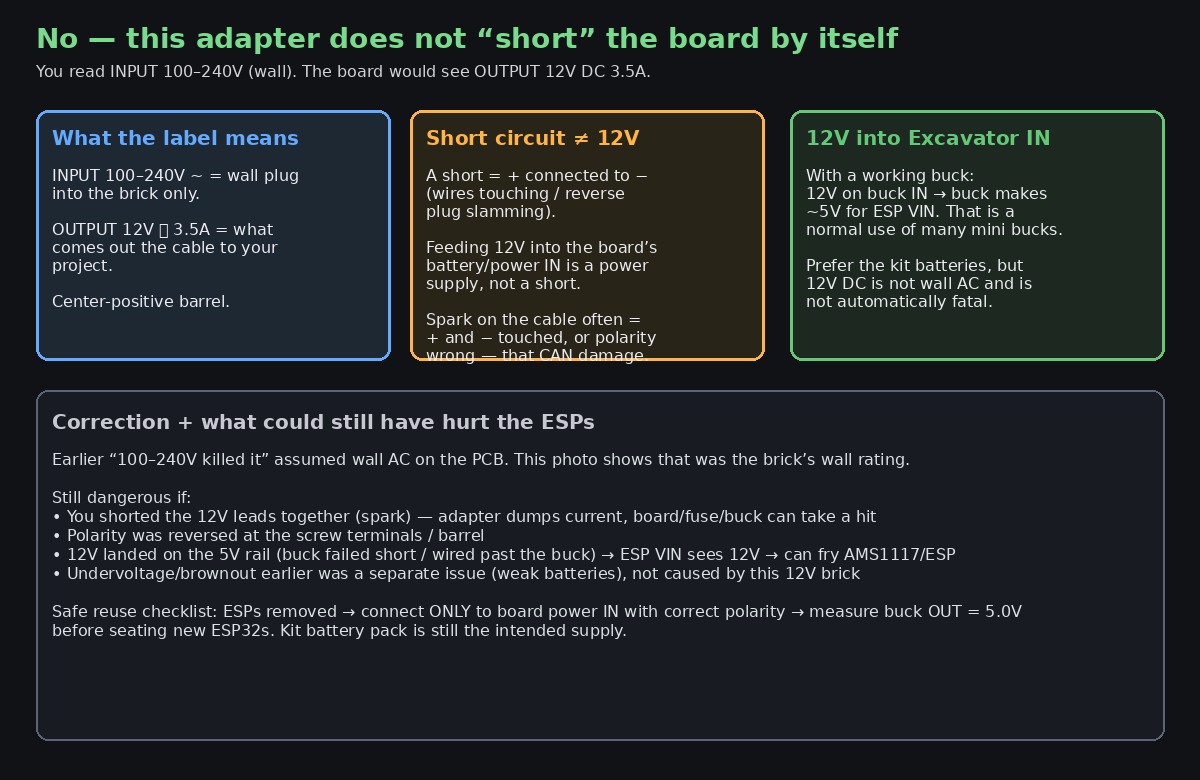 No — this adapter does not “short” the board by itself
You read INPUT 100–240V (wall). The board would see OUTPUT 12V DC 3.5A.
What the label means
INPUT 100–240V ~ = wall plug
into the brick only.
OUTPUT 12V ▯ 3.5A = what
comes out the cable to your
project.
Center-positive barrel.
Short circuit ≠ 12V
A short = + connected to −
(wires touching / reverse
plug slamming).
Feeding 12V into the board’s
battery/power IN is a power
supply, not a short.
Spark on the cable often =
+ and − touched, or polarity
wrong — that CAN damage.
12V into Excavator IN
With a working buck:
12V on buck IN → buck makes
~5V for ESP VIN. That is a
normal use of many mini bucks.
Prefer the kit batteries, but
12V DC is not wall AC and is
not automatically fatal.
Correction + what could still have hurt the ESPs
Earlier “100–240V killed it” assumed wall AC on the PCB. This photo shows that was the brick’s wall rating.
Still dangerous if:
• You shorted the 12V leads together (spark) — adapter dumps current, board/fuse/buck can take a hit
• Polarity was reversed at the screw terminals / barrel
• 12V landed on the 5V rail (buck failed short / wired past the buck) → ESP VIN sees 12V → can fry AMS1117/ESP
• Undervoltage/brownout earlier was a separate issue (weak batteries), not caused by this 12V brick
Safe reuse checklist: ESPs removed → connect ONLY to board power IN with correct polarity → measure buck OUT = 5.0V
before seating new ESP32s. Kit battery pack is still the intended supply.